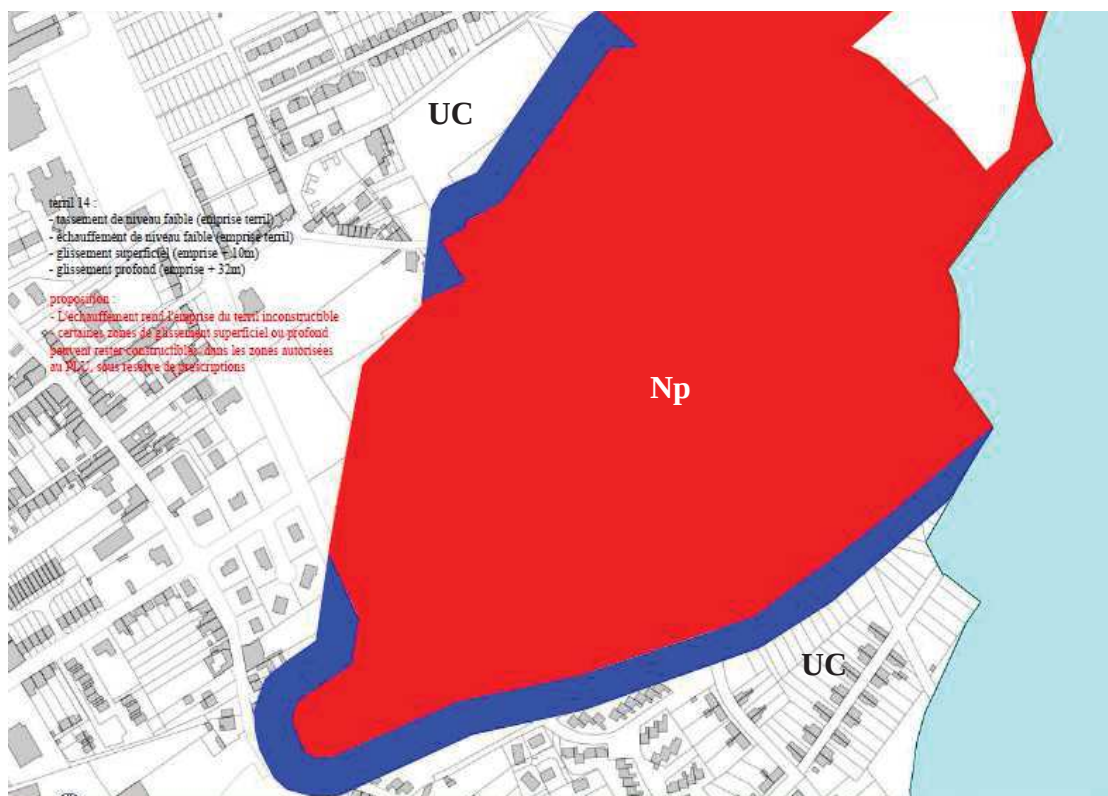 UC
terril 14 :
- tassement de niveau faible (emprise terril)
- échauffement de niveau faible (emprise terril)
- glissement superficiel (emprise + 10m)
- glissement profond (emprise + 32m)
proposition :
- L'échauffement rend l'emprise du terril inconstructible
- certaines zones de glissement superficiel ou profond
peuvent rester constructibles, dans les zones autorisées
au PLU, sous réserve de prescriptions
Np
UC